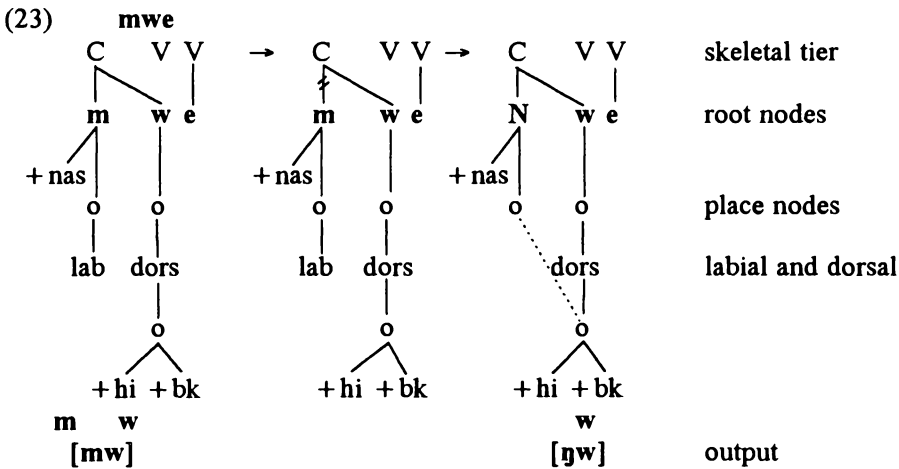 (23) mwe
C V V → C V V → C V V skeletal tier
m w e m w e N w e root nodes
+nas +nas +nas
o o o o o o place nodes
lab dors lab dors dors labial and dorsal
o o o
+hi +bk +hi +bk +hi +bk
m w w
[mw] [ŋw] output